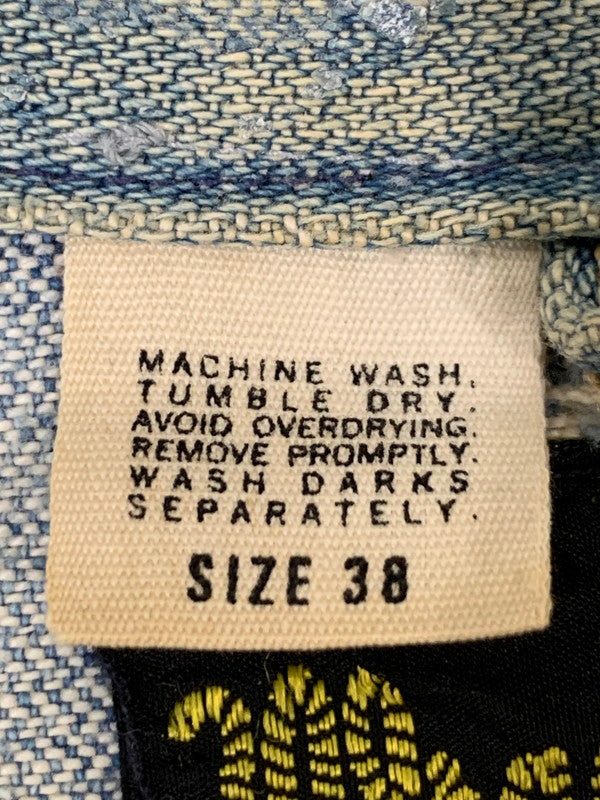 MACHINE WASH.
TUMBLE DRY.
AVOID OVERDRYING.
REMOVE PROMPTLY.
WASH DARKS
SEPARATELY.
SIZE 38